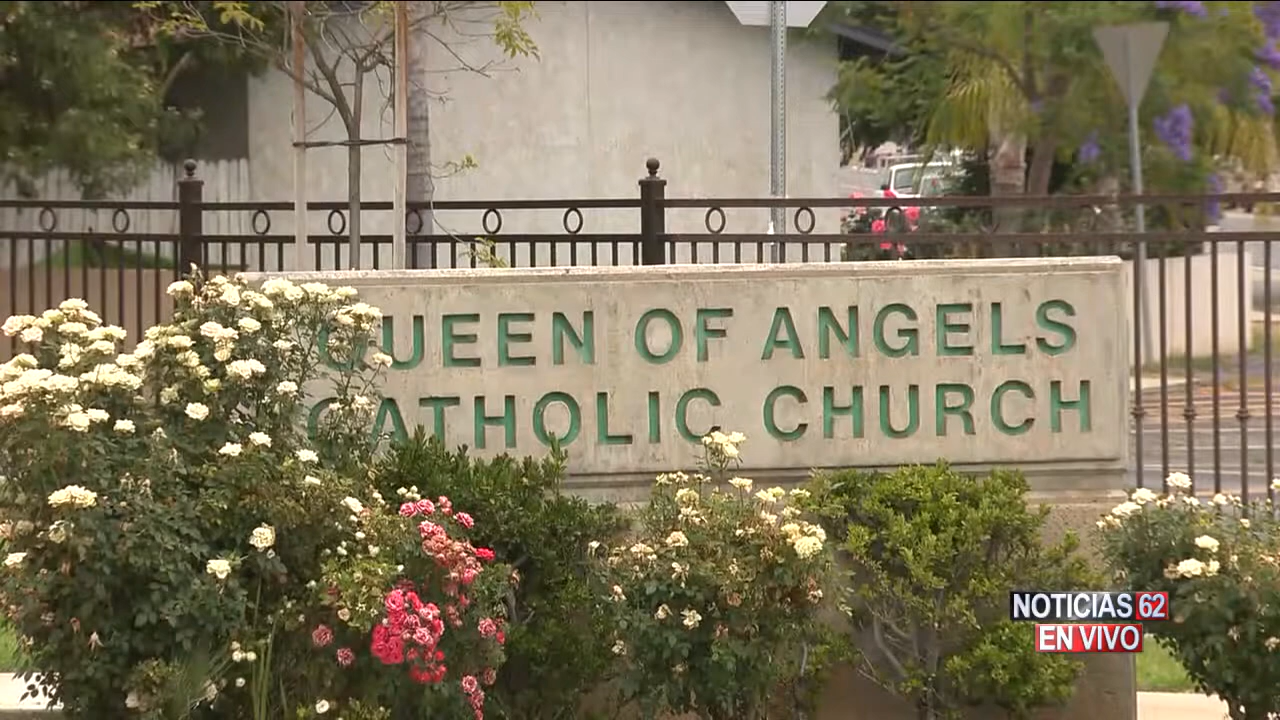 QUEEN OF ANGELS
CATHOLIC CHURCH
NOTICIAS 62
EN VIVO